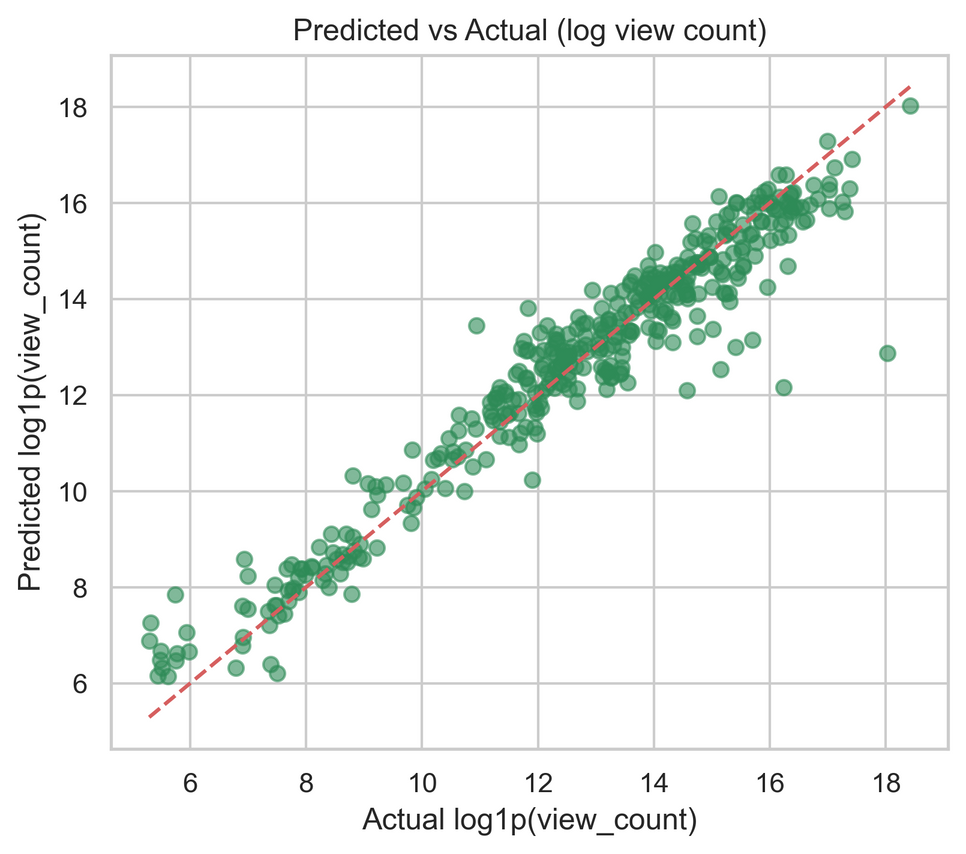 Predicted vs Actual (log view count)
Predicted log1p(view_count)
18
16
14
12
10
8
6
6 8 10 12 14 16 18
Actual log1p(view_count)